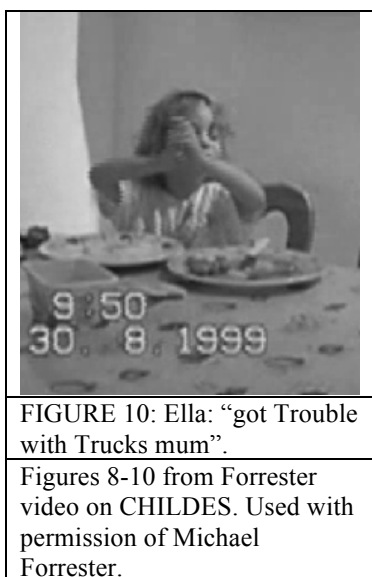 9:50
30. 8.1999
FIGURE 10: Ella: “got Trouble
with Trucks mum”.
Figures 8-10 from Forrester
video on CHILDES. Used with
permission of Michael
Forrester.